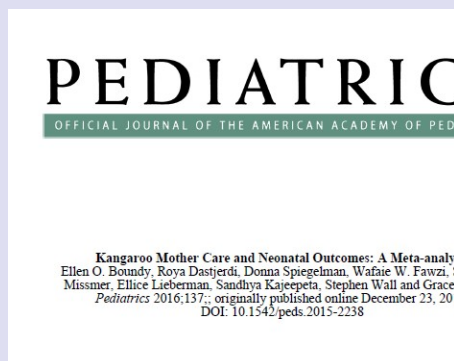 PEDIATRIC
OFFICIAL JOURNAL OF THE AMERICAN ACADEMY OF PED
Kangaroo Mother Care and Neonatal Outcomes: A Meta-analy
Ellen O. Boundy, Roya Dastjerdi, Donna Spiegelman, Wafaie W. Fawzi,
Missmer, Ellice Lieberman, Sandhya Kajeepeta, Stephen Wall and Grace
Pediatrics 2016;137;; originally published online December 23, 20
DOI: 10.1542/peds.2015-2238